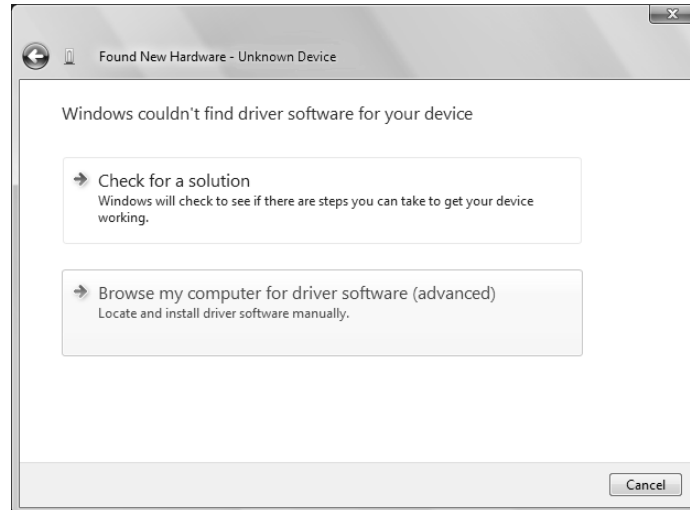 Found New Hardware - Unknown Device
Windows couldn't find driver software for your device
Check for a solution
Windows will check to see if there are steps you can take to get your device
working.
Browse my computer for driver software (advanced)
Locate and install driver software manually.
Cancel